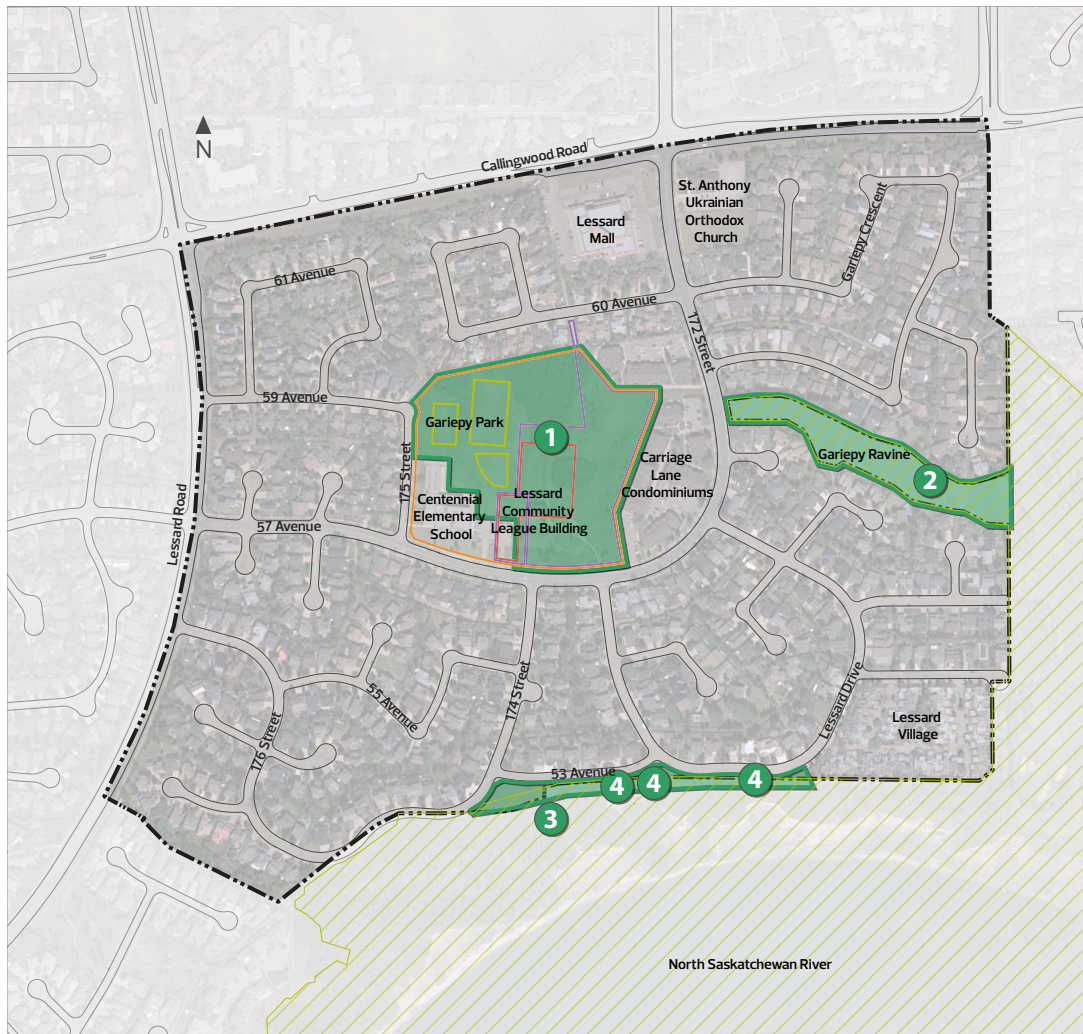 N
Callingwood Road
St. Anthony
Ukrainian
Orthodox
Church
Lessard
Mall
Gariepy Crescent
61 Avenue
60 Avenue
172 Street
59 Avenue
Gariepy Park
1
175 Street
Carriage
Lane
Condominiums
Gariepy Ravine
2
Centennial
Elementary
School
Lessard
Community
League Building
Lessard Road
57 Avenue
174 Street
55 Avenue
176 Street
Lessard Drive
Lessard
Village
53 Avenue
4
4
4
3
North Saskatchewan River